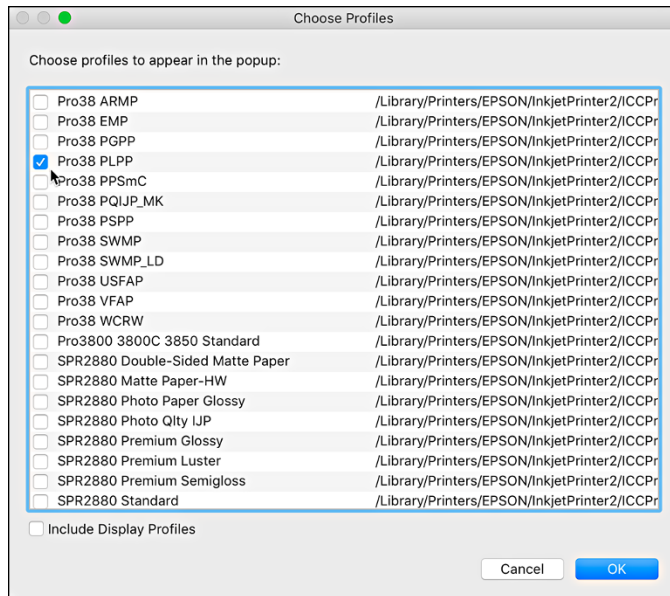 Choose Profiles
Choose profiles to appear in the popup:
Pro38 ARMP /Library/Printers/EPSON/InkjetPrinter2/ICCPr
Pro38 EMP /Library/Printers/EPSON/InkjetPrinter2/ICCPr
Pro38 PGPP /Library/Printers/EPSON/InkjetPrinter2/ICCPr
Pro38 PLPP /Library/Printers/EPSON/InkjetPrinter2/ICCPr
Pro38 PPSmC /Library/Printers/EPSON/InkjetPrinter2/ICCPr
Pro38 PQIJP_MK /Library/Printers/EPSON/InkjetPrinter2/ICCPr
Pro38 PSPP /Library/Printers/EPSON/InkjetPrinter2/ICCPr
Pro38 SWMP /Library/Printers/EPSON/InkjetPrinter2/ICCPr
Pro38 SWMP_LD /Library/Printers/EPSON/InkjetPrinter2/ICCPr
Pro38 USFAP /Library/Printers/EPSON/InkjetPrinter2/ICCPr
Pro38 VFAP /Library/Printers/EPSON/InkjetPrinter2/ICCPr
Pro38 WCRW /Library/Printers/EPSON/InkjetPrinter2/ICCPr
Pro3800 3800C 3850 Standard /Library/Printers/EPSON/InkjetPrinter2/ICCPr
SPR2880 Double-Sided Matte Paper /Library/Printers/EPSON/InkjetPrinter2/ICCPr
SPR2880 Matte Paper-HW /Library/Printers/EPSON/InkjetPrinter2/ICCPr
SPR2880 Photo Paper Glossy /Library/Printers/EPSON/InkjetPrinter2/ICCPr
SPR2880 Photo Qlty IJP /Library/Printers/EPSON/InkjetPrinter2/ICCPr
SPR2880 Premium Glossy /Library/Printers/EPSON/InkjetPrinter2/ICCPr
SPR2880 Premium Luster /Library/Printers/EPSON/InkjetPrinter2/ICCPr
SPR2880 Premium Semigloss /Library/Printers/EPSON/InkjetPrinter2/ICCPr
SPR2880 Standard /Library/Printers/EPSON/InkjetPrinter2/ICCPr
Include Display Profiles
Cancel OK